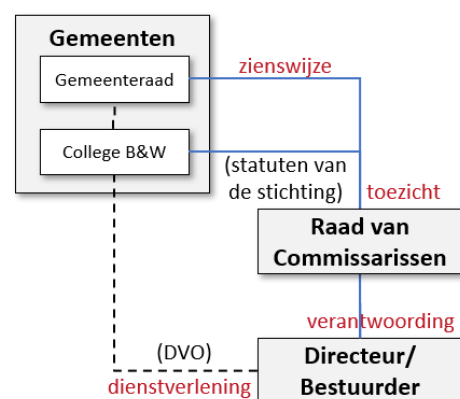 Gemeenten
Gemeenteraad
zienswijze
College B&W
(statuten van
de stichting)
toezicht
Raad van
Commissarissen
verantwoording
(DVO)
dienstverlening
Directeur/
Bestuurder